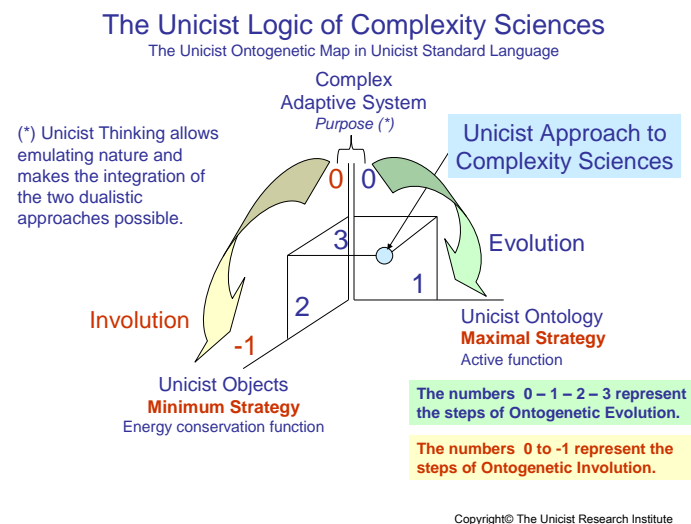 The Unicist Logic of Complexity Sciences
The Unicist Ontogenetic Map in Unicist Standard Language
Complex
Adaptive System
Purpose (*)
(*) Unicist Thinking allows
emulating nature and
makes the integration of
the two dualistic
approaches possible.
Unicist Approach to
Complexity Sciences
0 0
3
Evolution
1
2
Involution
-1
Unicist Ontology
Maximal Strategy
Active function
Unicist Objects
Minimum Strategy
Energy conservation function
The numbers 0 – 1 – 2 – 3 represent
the steps of Ontogenetic Evolution.
The numbers 0 to -1 represent the
steps of Ontogenetic Involution.
Copyright© The Unicist Research Institute